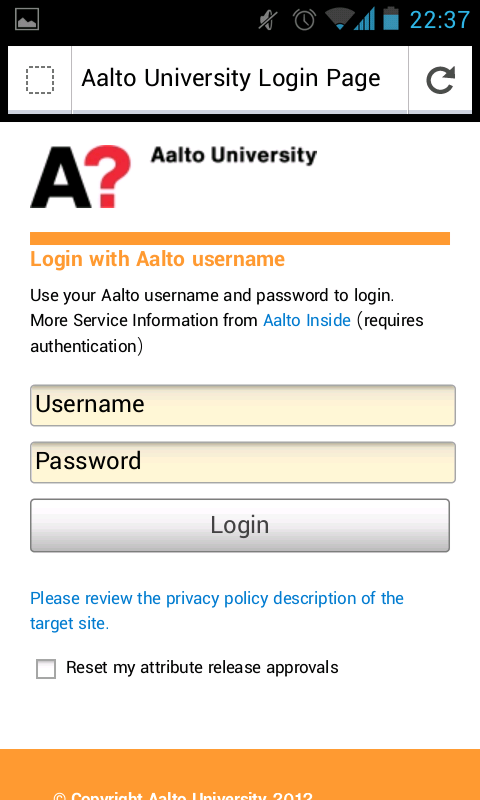 22:37
Aalto University Login Page
A?
Aalto University
Login with Aalto username
Use your Aalto username and password to login.
More Service Information from Aalto Inside (requires
authentication)
Username
Password
Login
Please review the privacy policy description of the
target site.
Reset my attribute release approvals
© Copyright Aalto University 2012